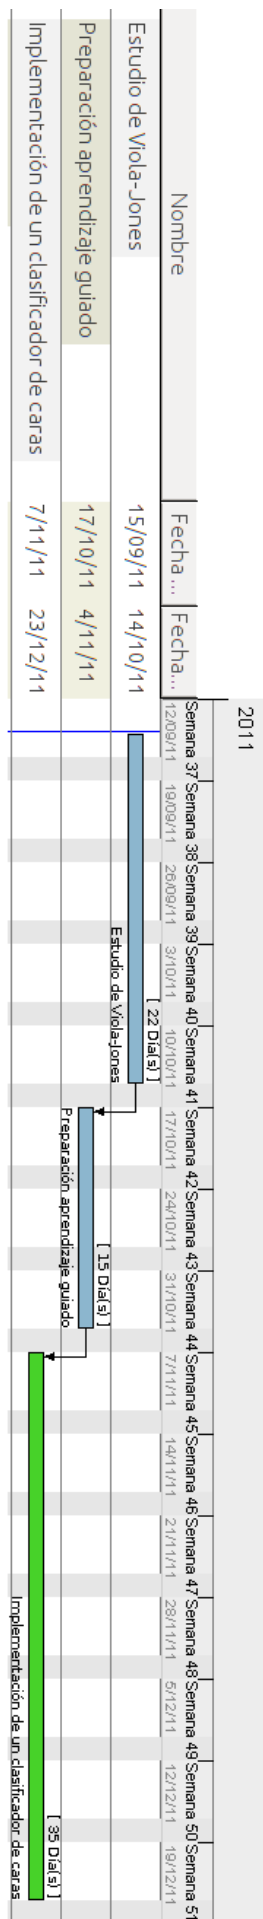 2011
Nombre Fecha ... Fecha...
Semana 37 Semana 38 Semana 39 Semana 40 Semana 41 Semana 42 Semana 43 Semana 44 Semana 45 Semana 46 Semana 47 Semana 48 Semana 49 Semana 50 Semana 51
12/09/11 19/09/11 26/09/11 3/10/11 10/10/11 17/10/11 24/10/11 31/10/11 7/11/11 14/11/11 21/11/11 28/11/11 5/12/11 12/12/11 19/12/11
Estudio de Viola-Jones 15/09/11 14/10/11
[ 22 Día(s) ]
Estudio de Viola-Jones
Preparación aprendizaje guiado 17/10/11 4/11/11
[ 15 Día(s) ]
Preparación aprendizaje guiado
Implementación de un clasificador de caras 7/11/11 23/12/11
[ 35 Día(s) ]
Implementación de un clasificador de caras